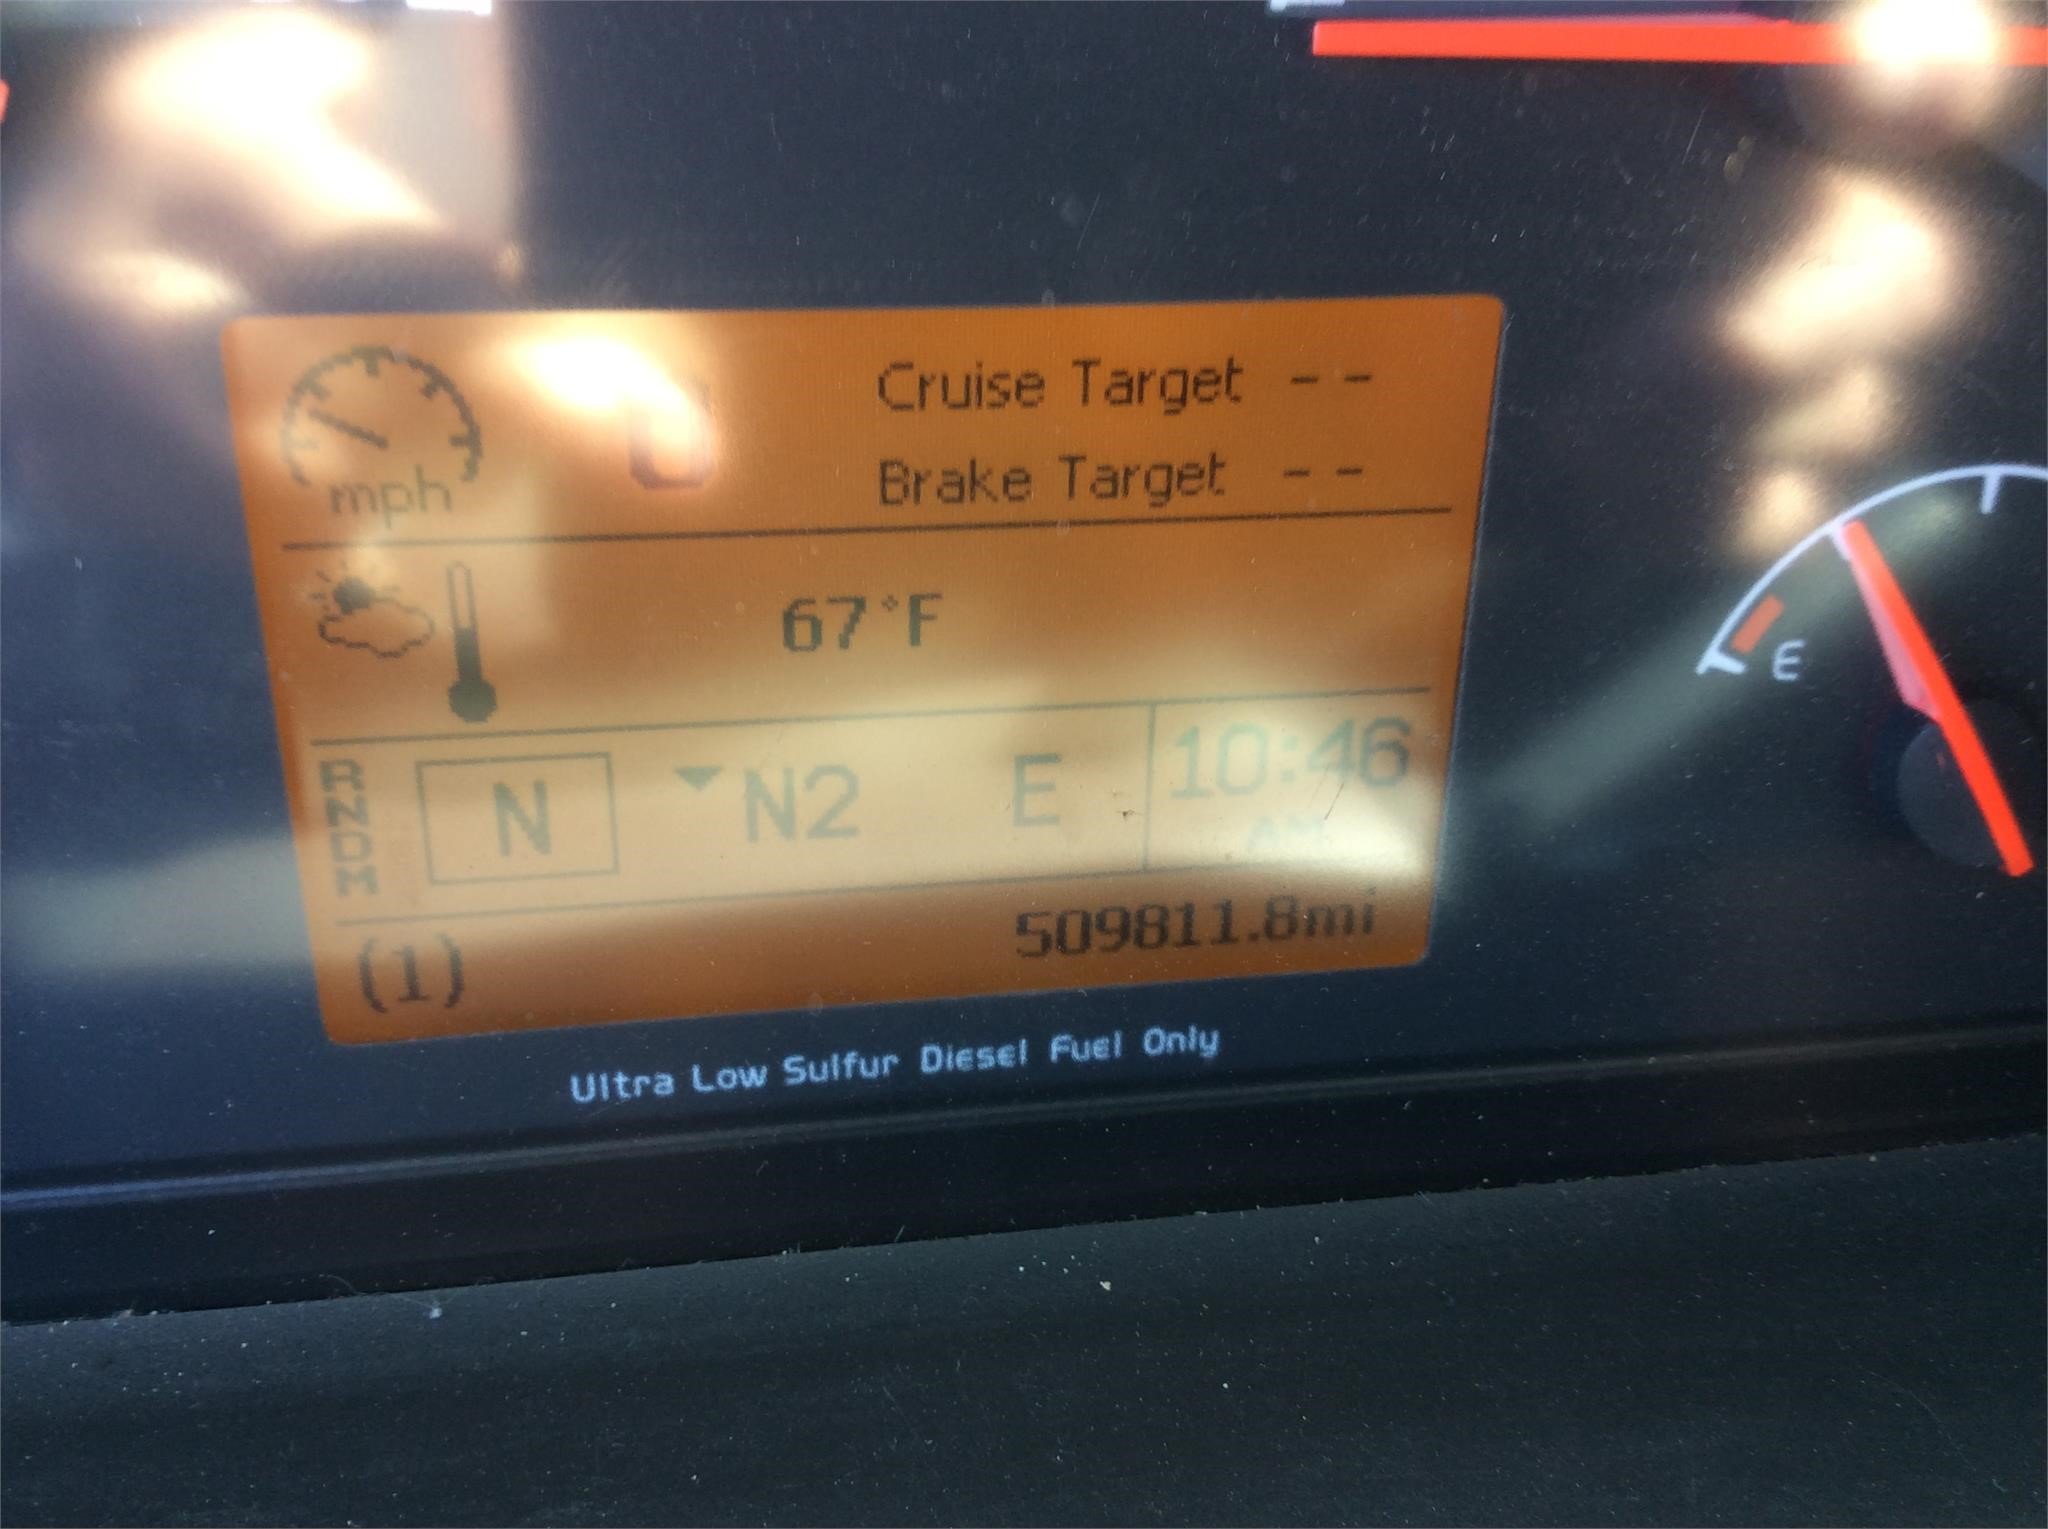 0
Cruise Target --
mph
Brake Target --
67°F
E
R
N
D
M
N
N2
E
10:46
AM
(1)
509811.8mi
Ultra Low Sulfur Diesel Fuel Only